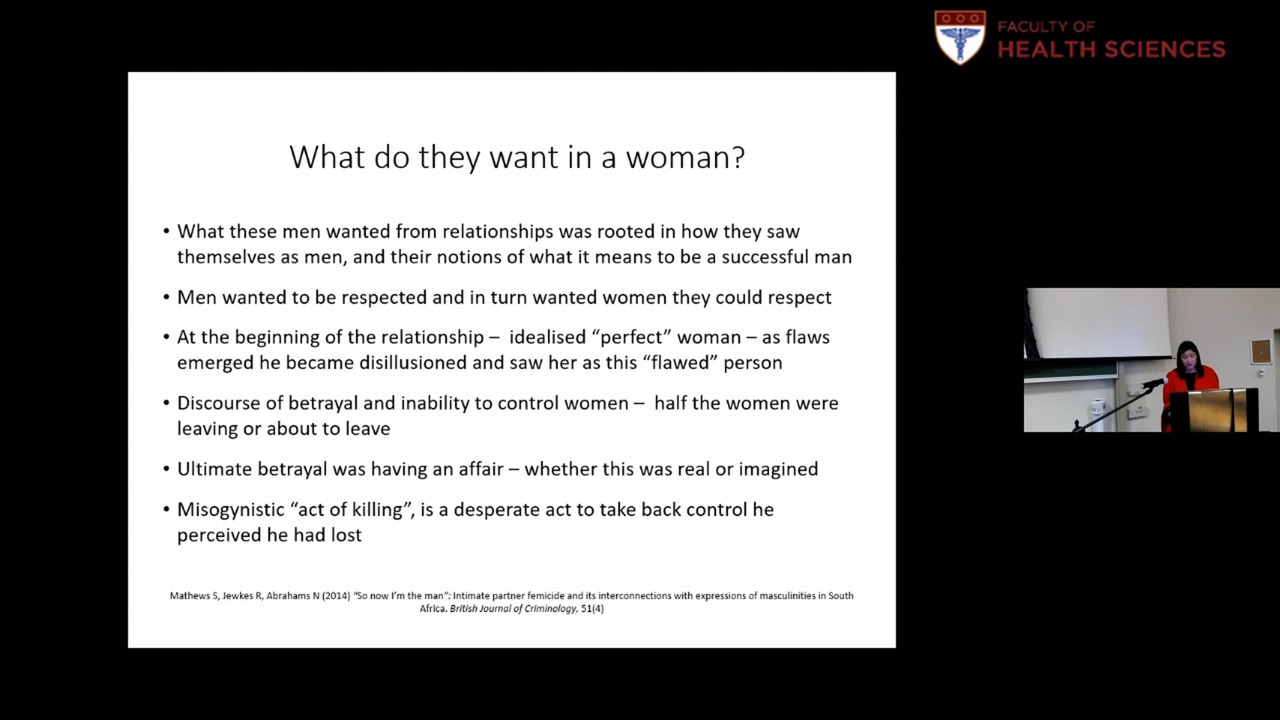 FACULTY OF
HEALTH SCIENCES
What do they want in a woman?
• What these men wanted from relationships was rooted in how they saw
themselves as men, and their notions of what it means to be a successful man
• Men wanted to be respected and in turn wanted women they could respect
• At the beginning of the relationship – idealised “perfect” woman – as flaws
emerged he became disillusioned and saw her as this “flawed” person
• Discourse of betrayal and inability to control women – half the women were
leaving or about to leave
• Ultimate betrayal was having an affair – whether this was real or imagined
• Misogynistic “act of killing”, is a desperate act to take back control he
perceived he had lost
Mathews S, Jewkes R, Abrahams N (2014) “So now I’m the man”: Intimate partner femicide and its interconnections with expressions of masculinities in South
Africa. British Journal of Criminology, 51(4)